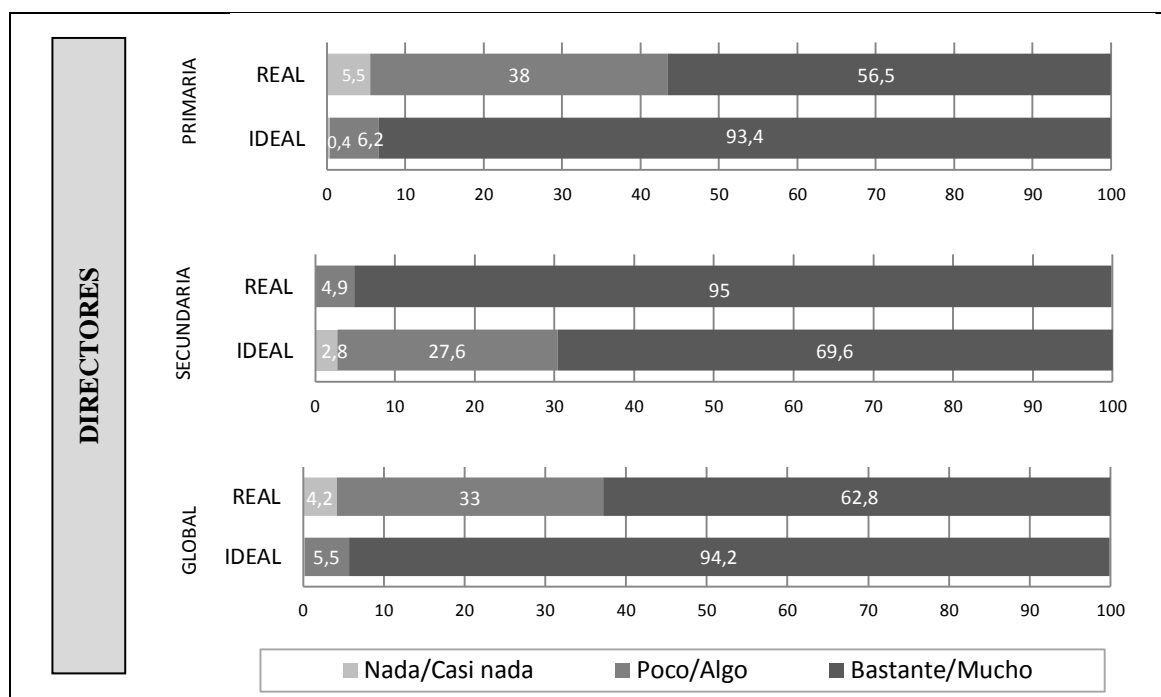 DIRECTORES
PRIMARIA
REAL 5,5 38 56,5
IDEAL 0,4 6,2 93,4
0 10 20 30 40 50 60 70 80 90 100
SECUNDARIA
REAL 4,9 95
IDEAL 2,8 27,6 69,6
0 10 20 30 40 50 60 70 80 90 100
GLOBAL
REAL 4,2 33 62,8
IDEAL 5,5 94,2
0 10 20 30 40 50 60 70 80 90 100
Nada/Casi nada Poco/Algo Bastante/Mucho